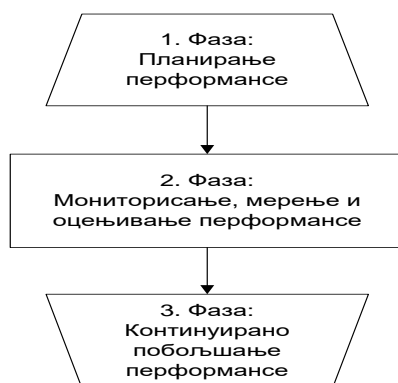 1. Фаза:
Планирање
перформансе
2. Фаза:
Мониторисање, мерење и
оцењивање перформансе
3. Фаза:
Континуирано
побољшање
перформансе